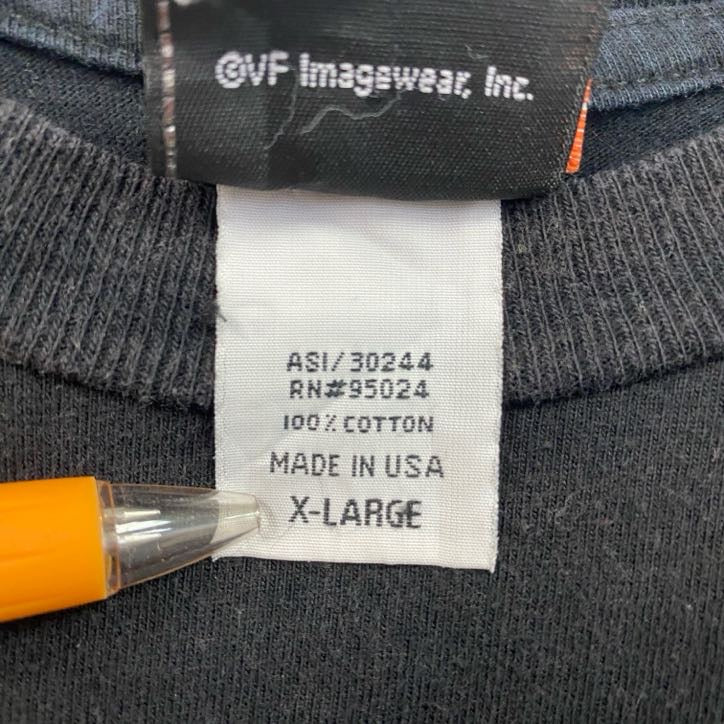 ©VF Imagewear, Inc.
ASI/30244
RN#95024
100% COTTON
MADE IN USA
X-LARGE